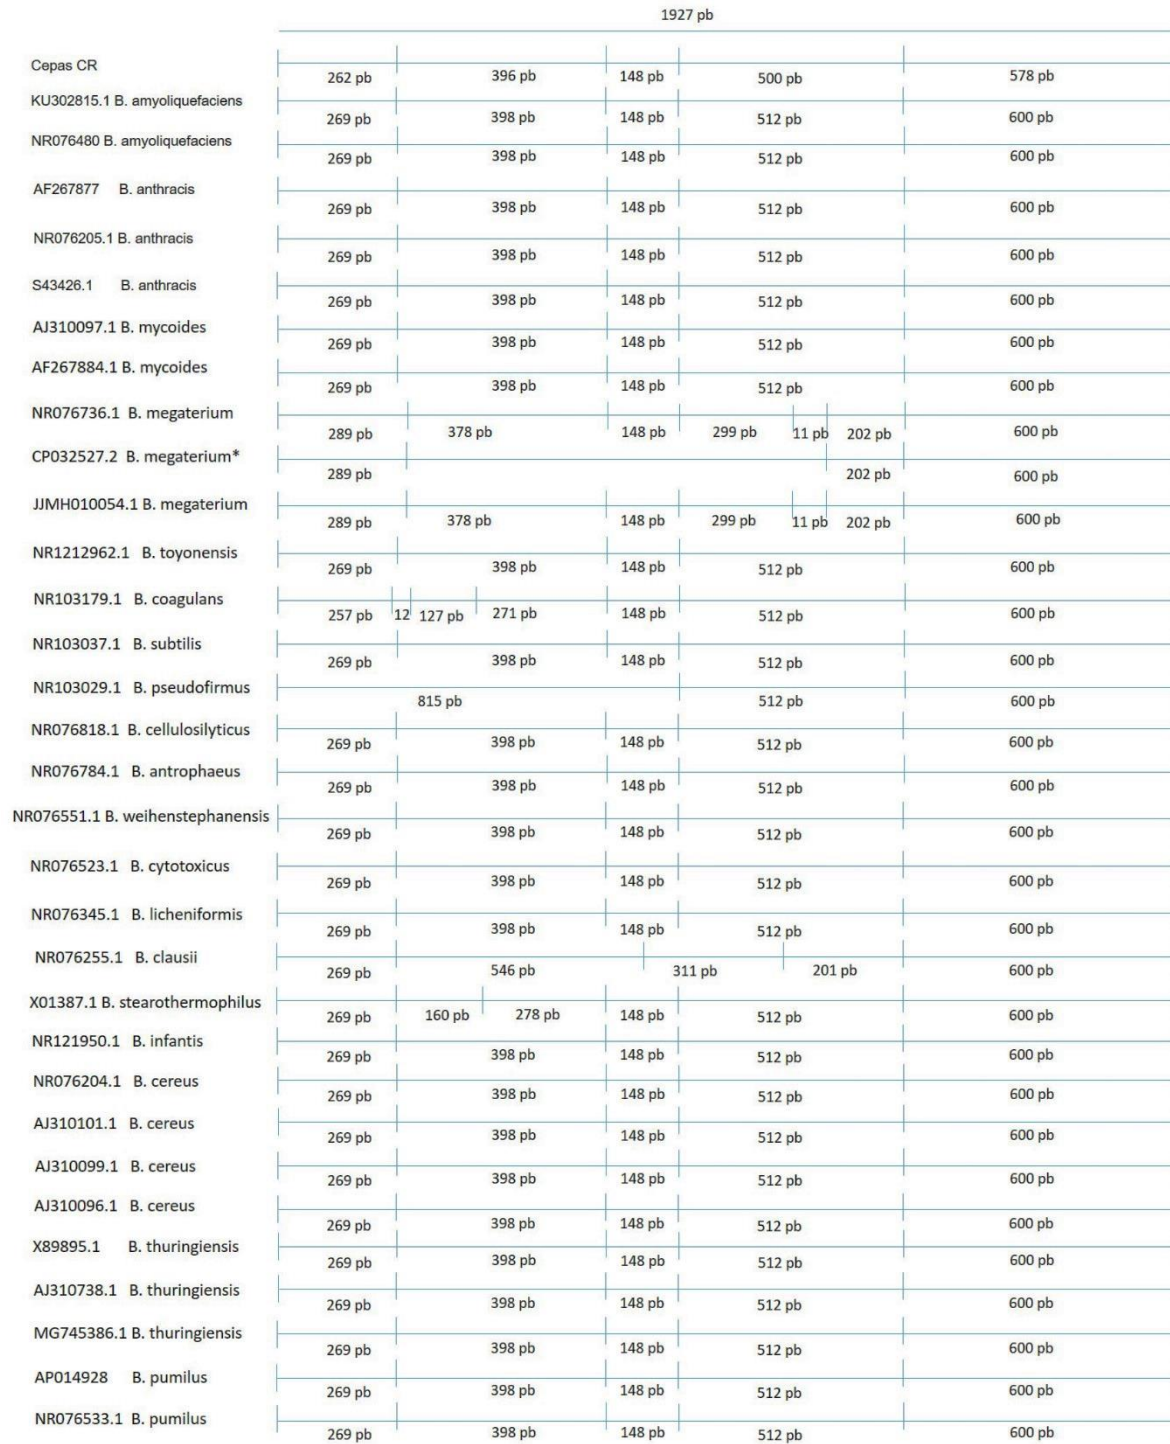 1927 pb
Cepas CR
262 pb 396 pb 148 pb 500 pb 578 pb
KU302815.1 B. amyoliquefaciens
269 pb 398 pb 148 pb 512 pb 600 pb
NR076480 B. amyoliquefaciens
269 pb 398 pb 148 pb 512 pb 600 pb
AF267877 B. anthracis
269 pb 398 pb 148 pb 512 pb 600 pb
NR076205.1 B. anthracis
269 pb 398 pb 148 pb 512 pb 600 pb
S43426.1 B. anthracis
269 pb 398 pb 148 pb 512 pb 600 pb
AJ310097.1 B. mycoides
269 pb 398 pb 148 pb 512 pb 600 pb
AF267884.1 B. mycoides
269 pb 398 pb 148 pb 512 pb 600 pb
NR076736.1 B. megaterium
289 pb 378 pb 148 pb 299 pb 11 pb 202 pb 600 pb
CP032527.2 B. megaterium*
289 pb 202 pb 600 pb
JJMH010054.1 B. megaterium
289 pb 378 pb 148 pb 299 pb 11 pb 202 pb 600 pb
NR1212962.1 B. toyonensis
269 pb 398 pb 148 pb 512 pb 600 pb
NR103179.1 B. coagulans
257 pb 12 127 pb 271 pb 148 pb 512 pb 600 pb
NR103037.1 B. subtilis
269 pb 398 pb 148 pb 512 pb 600 pb
NR103029.1 B. pseudofirmus
815 pb 512 pb 600 pb
NR076818.1 B. cellulosilyticus
269 pb 398 pb 148 pb 512 pb 600 pb
NR076784.1 B. antrophaeus
269 pb 398 pb 148 pb 512 pb 600 pb
NR076551.1 B. weihenstephanensis
269 pb 398 pb 148 pb 512 pb 600 pb
NR076523.1 B. cytotoxicus
269 pb 398 pb 148 pb 512 pb 600 pb
NR076345.1 B. licheniformis
269 pb 398 pb 148 pb 512 pb 600 pb
NR076255.1 B. clausii
269 pb 546 pb 311 pb 201 pb 600 pb
X01387.1 B. stearothermophilus
269 pb 160 pb 278 pb 148 pb 512 pb 600 pb
NR121950.1 B. infantis
269 pb 398 pb 148 pb 512 pb 600 pb
NR076204.1 B. cereus
269 pb 398 pb 148 pb 512 pb 600 pb
AJ310101.1 B. cereus
269 pb 398 pb 148 pb 512 pb 600 pb
AJ310099.1 B. cereus
269 pb 398 pb 148 pb 512 pb 600 pb
AJ310096.1 B. cereus
269 pb 398 pb 148 pb 512 pb 600 pb
X89895.1 B. thuringiensis
269 pb 398 pb 148 pb 512 pb 600 pb
AJ310738.1 B. thuringiensis
269 pb 398 pb 148 pb 512 pb 600 pb
MG745386.1 B. thuringiensis
269 pb 398 pb 148 pb 512 pb 600 pb
AP014928 B. pumilus
269 pb 398 pb 148 pb 512 pb 600 pb
NR076533.1 B. pumilus
269 pb 398 pb 148 pb 512 pb 600 pb